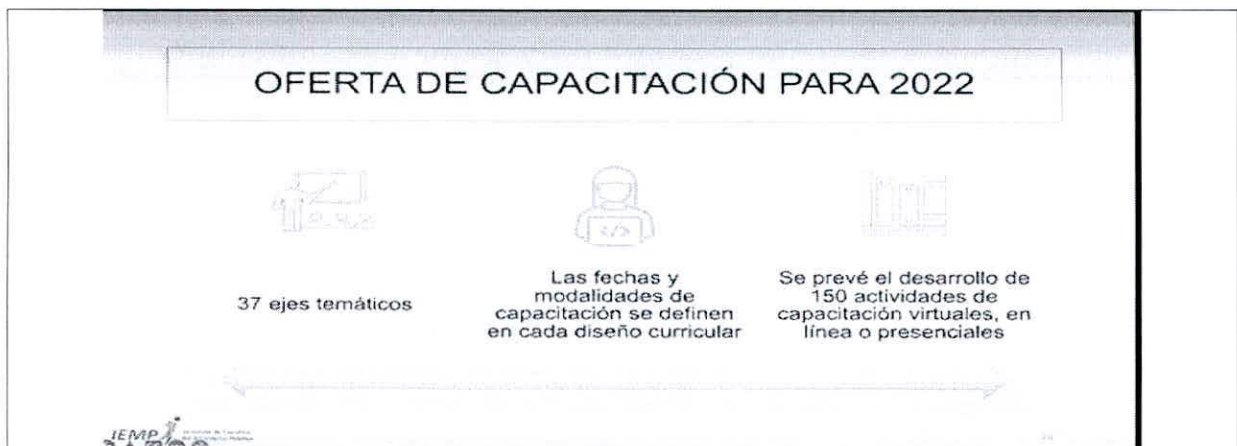 OFERTA DE CAPACITACIÓN PARA 2022
37 ejes temáticos
Las fechas y
modalidades de
capacitación se definen
en cada diseño curricular
Se prevé el desarrollo de
150 actividades de
capacitación virtuales, en
línea o presenciales
IEMP